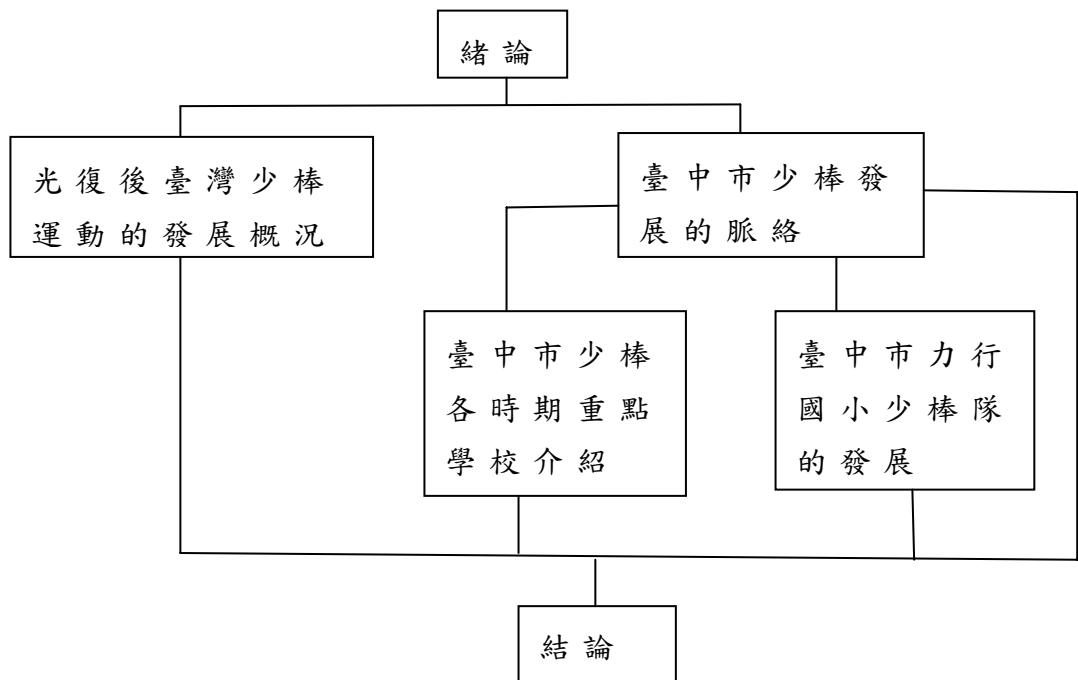 緒論
光復後臺灣少棒
運動的發展概況
臺中市少棒發
展的脈絡
臺中市少棒
各時期重點
學校介紹
臺中市力行
國小少棒隊
的發展
結論